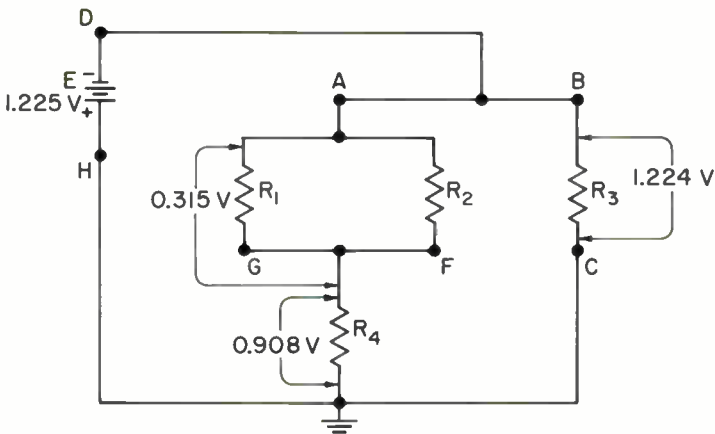 D
E -
1.225 V
+
H
A
B
0.315 V
R1
R2
R3
1.224 V
G
F
C
0.908 V
R4